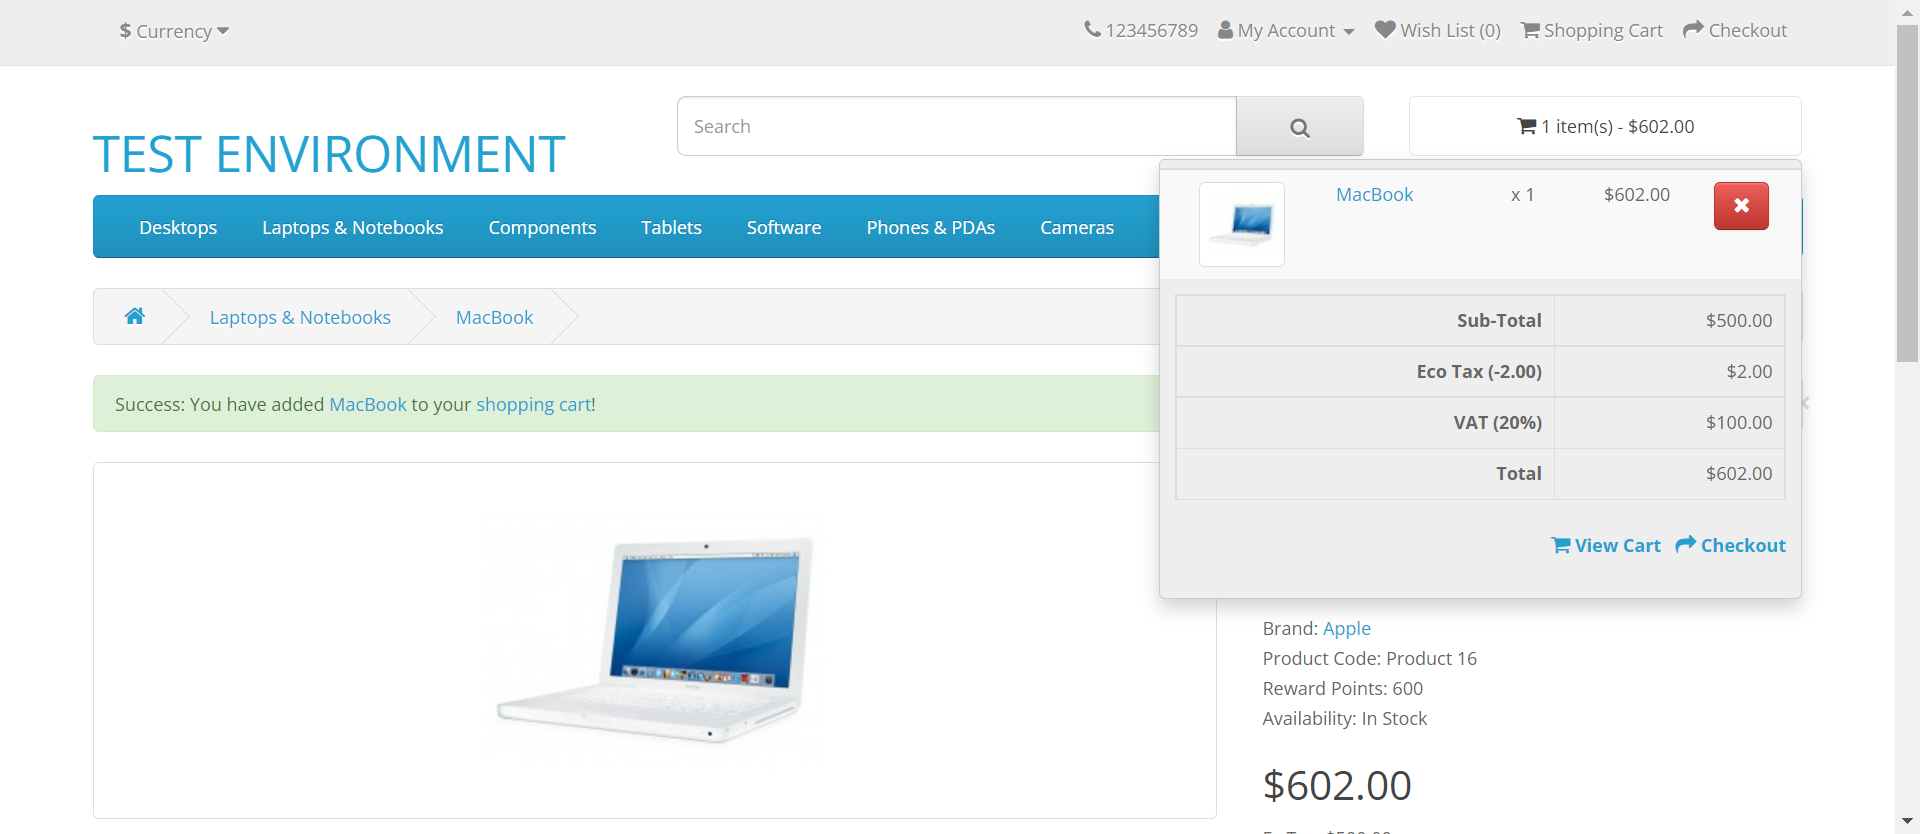 $ Currency
123456789 My Account Wish List (0) Shopping Cart Checkout
TEST ENVIRONMENT
Search
1 item(s) - $602.00
MacBook x 1 $602.00
Desktops Laptops & Notebooks Components Tablets Software Phones & PDAs Cameras
Laptops & Notebooks MacBook
Success: You have added MacBook to your shopping cart!
Sub-Total $500.00
Eco Tax (-2.00) $2.00
VAT (20%) $100.00
Total $602.00
View Cart Checkout
Brand: Apple
Product Code: Product 16
Reward Points: 600
Availability: In Stock
$602.00